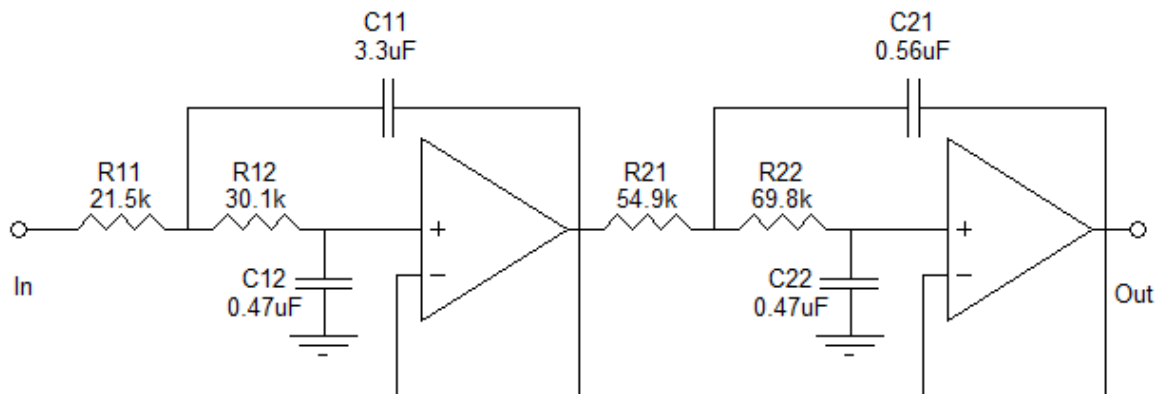 C11
3.3uF
C21
0.56uF
R11
21.5k
R12
30.1k
R21
54.9k
R22
69.8k
+
−
+
−
In
C12
0.47uF
C22
0.47uF
Out